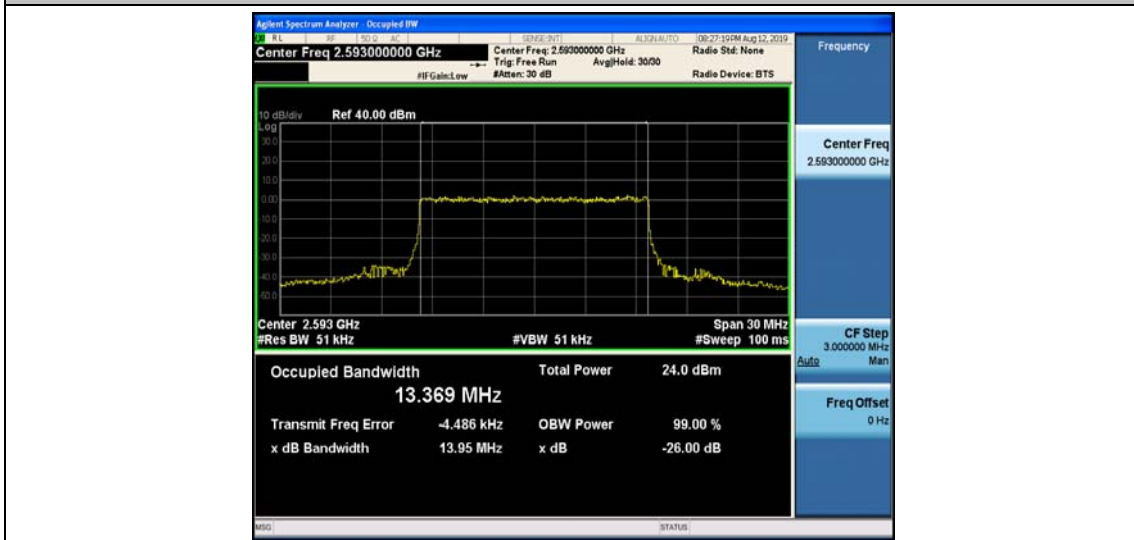 Agilent Spectrum Analyzer - Occupied BW
RL RF 50 Ω AC SENSE:INT ALIGN AUTO 08:27:19 PM Aug 12, 2019
Center Freq 2.593000000 GHz
Center Freq: 2.593000000 GHz
Radio Std: None
Trig: Free Run Avg|Hold: 30/30
#IFGain:Low #Atten: 30 dB Radio Device: BTS
Frequency
10 dB/div Ref 40.00 dBm
Log
30.0
20.0
10.0
0.00
-10.0
-20.0
-30.0
-40.0
-50.0
Center 2.593 GHz Span 30 MHz
#Res BW 51 kHz #VBW 51 kHz #Sweep 100 ms
Occupied Bandwidth Total Power 24.0 dBm
13.369 MHz
Transmit Freq Error -4.486 kHz OBW Power 99.00 %
x dB Bandwidth 13.95 MHz x dB -26.00 dB
Center Freq
2.593000000 GHz
CF Step
3.000000 MHz
Auto Man
Freq Offset
0 Hz
MSG STATUS